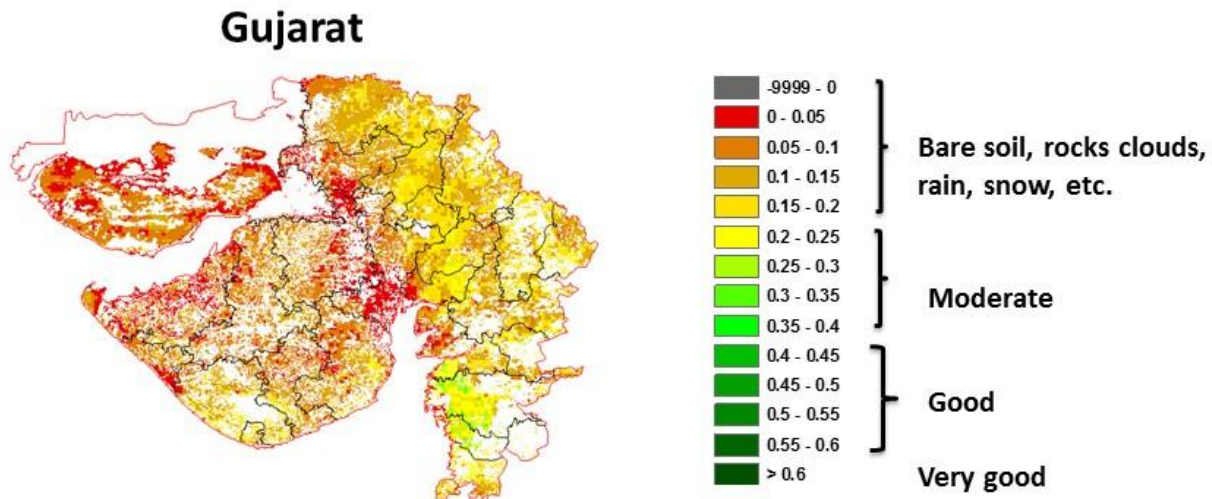 Gujarat
-9999 - 0
0 - 0.05
0.05 - 0.1
0.1 - 0.15
0.15 - 0.2
0.2 - 0.25
0.25 - 0.3
0.3 - 0.35
0.35 - 0.4
0.4 - 0.45
0.45 - 0.5
0.5 - 0.55
0.55 - 0.6
> 0.6
Bare soil, rocks clouds,
rain, snow, etc.
Moderate
Good
Very good